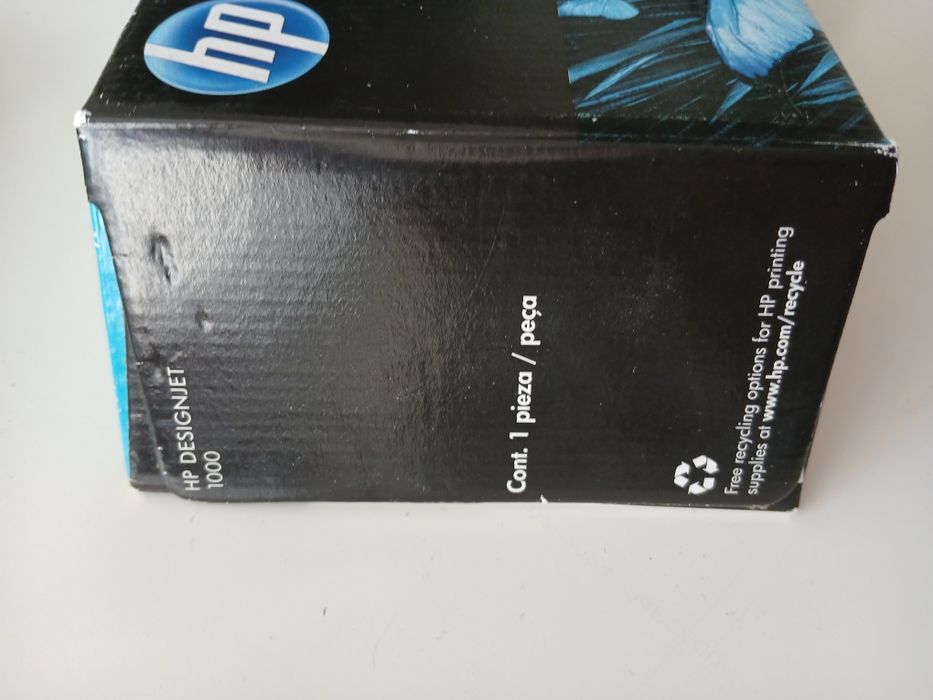 hp
HP DESIGNJET
1000
Cont. 1 pieza / peça
Free recycling options for HP printing
supplies at www.hp.com/recycle